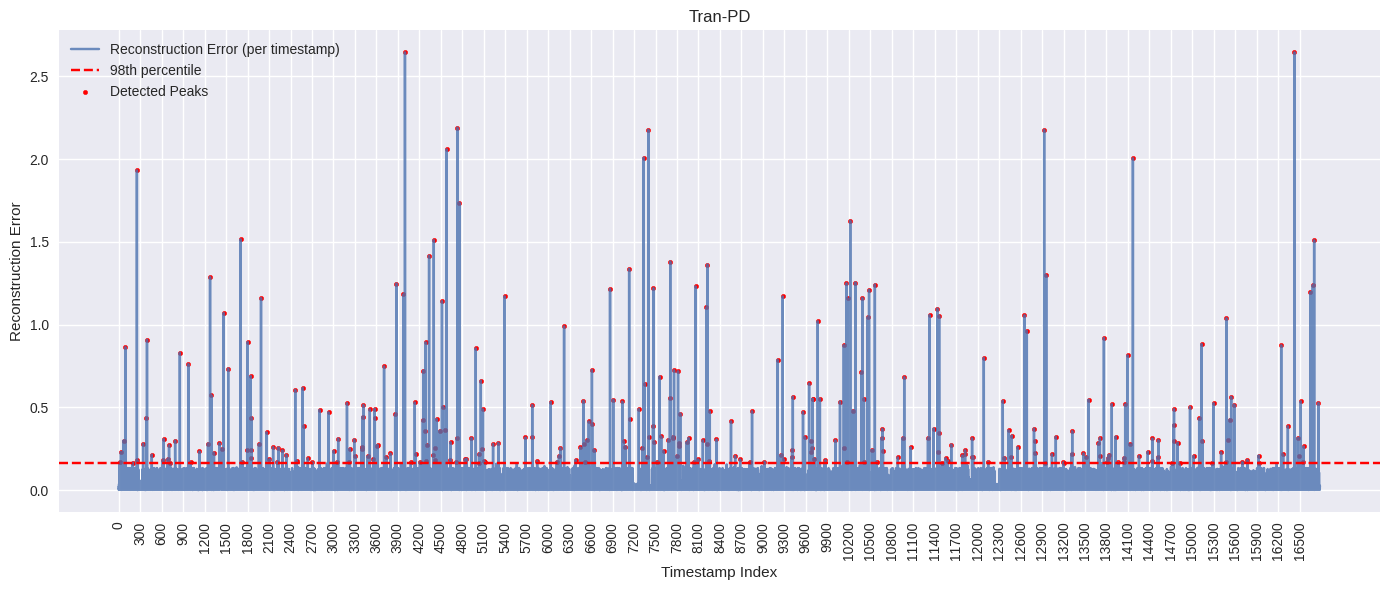 Tran-PD
Reconstruction Error (per timestamp)
98th percentile
Detected Peaks
Reconstruction Error
2.5
2.0
1.5
1.0
0.5
0.0
0 300 600 900 1200 1500 1800 2100 2400 2700 3000 3300 3600 3900 4200 4500 4800 5100 5400 5700 6000 6300 6600 6900 7200 7500 7800 8100 8400 8700 9000 9300 9600 9900 10200 10500 10800 11100 11400 11700 12000 12300 12600 12900 13200 13500 13800 14100 14400 14700 15000 15300 15600 15900 16200 16500
Timestamp Index